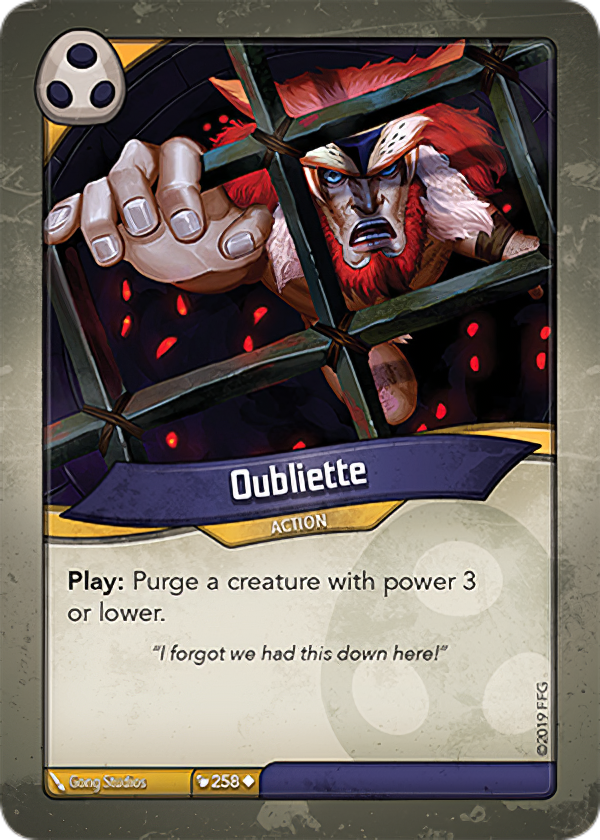 Oubliette
ACTION
Play: Purge a creature with power 3
or lower.
"I forgot we had this down here!"
©2019 FFG
Gong Studios
258